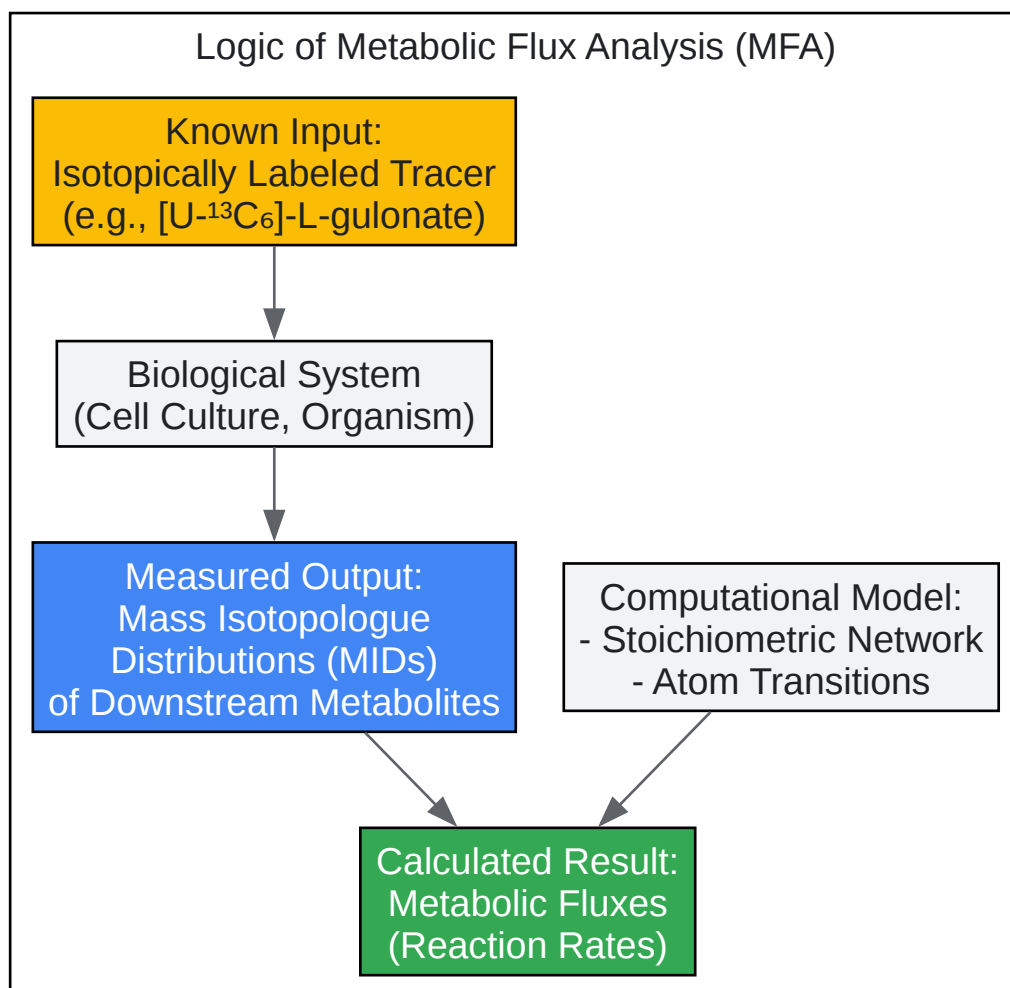 Logic of Metabolic Flux Analysis (MFA)
Known Input:
Isotopically Labeled Tracer
(e.g., [U-¹³C₆]-L-gulonate)
Biological System
(Cell Culture, Organism)
Measured Output:
Mass Isotopologue
Distributions (MIDs)
of Downstream Metabolites
Computational Model:
- Stoichiometric Network
- Atom Transitions
Calculated Result:
Metabolic Fluxes
(Reaction Rates)